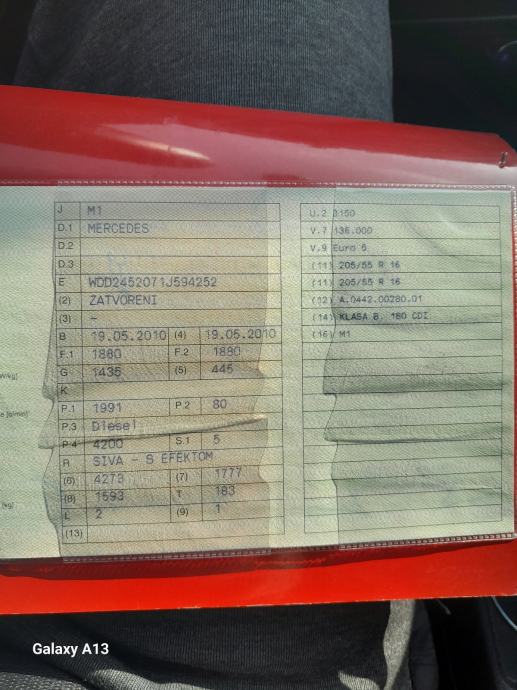 J M1
D.1 MERCEDES
D.2
D.3
E WDD2452071J594252
(2) ZATVORENI
(3) -
B 19.05.2010 (4) 19.05.2010
F.1 1880 F.2 1880
G 1435 (5) 445
K
P.1 1991 P.2 80
P.3 Diesel
P.4 4200 S.1 5
R SIVA - S EFEKTOM
(6) 4273 (7) 1777
(8) 1593 T 183
L 2 (9) 1
(13)
U.2 3150
V.7 136.000
V.9 Euro 5
(11) 205/55 R 16
(11) 205/55 R 16
(12) A.0442.00280.01
(14) KLASA B. 180 CDI
(16) M1
Galaxy A13